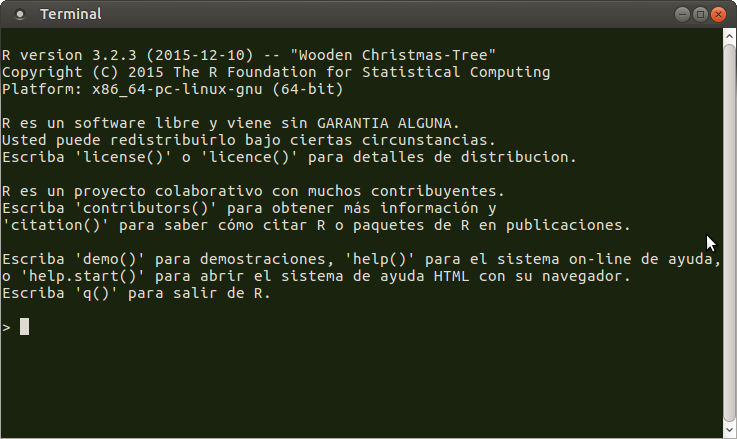 Terminal
R version 3.2.3 (2015-12-10) -- "Wooden Christmas-Tree"
Copyright (C) 2015 The R Foundation for Statistical Computing
Platform: x86_64-pc-linux-gnu (64-bit)
R es un software libre y viene sin GARANTIA ALGUNA.
Usted puede redistribuirlo bajo ciertas circunstancias.
Escriba 'license()' o 'licence()' para detalles de distribucion.
R es un proyecto colaborativo con muchos contribuyentes.
Escriba 'contributors()' para obtener más información y
'citation()' para saber cómo citar R o paquetes de R en publicaciones.
Escriba 'demo()' para demostraciones, 'help()' para el sistema on-line de ayuda,
o 'help.start()' para abrir el sistema de ayuda HTML con su navegador.
Escriba 'q()' para salir de R.
>